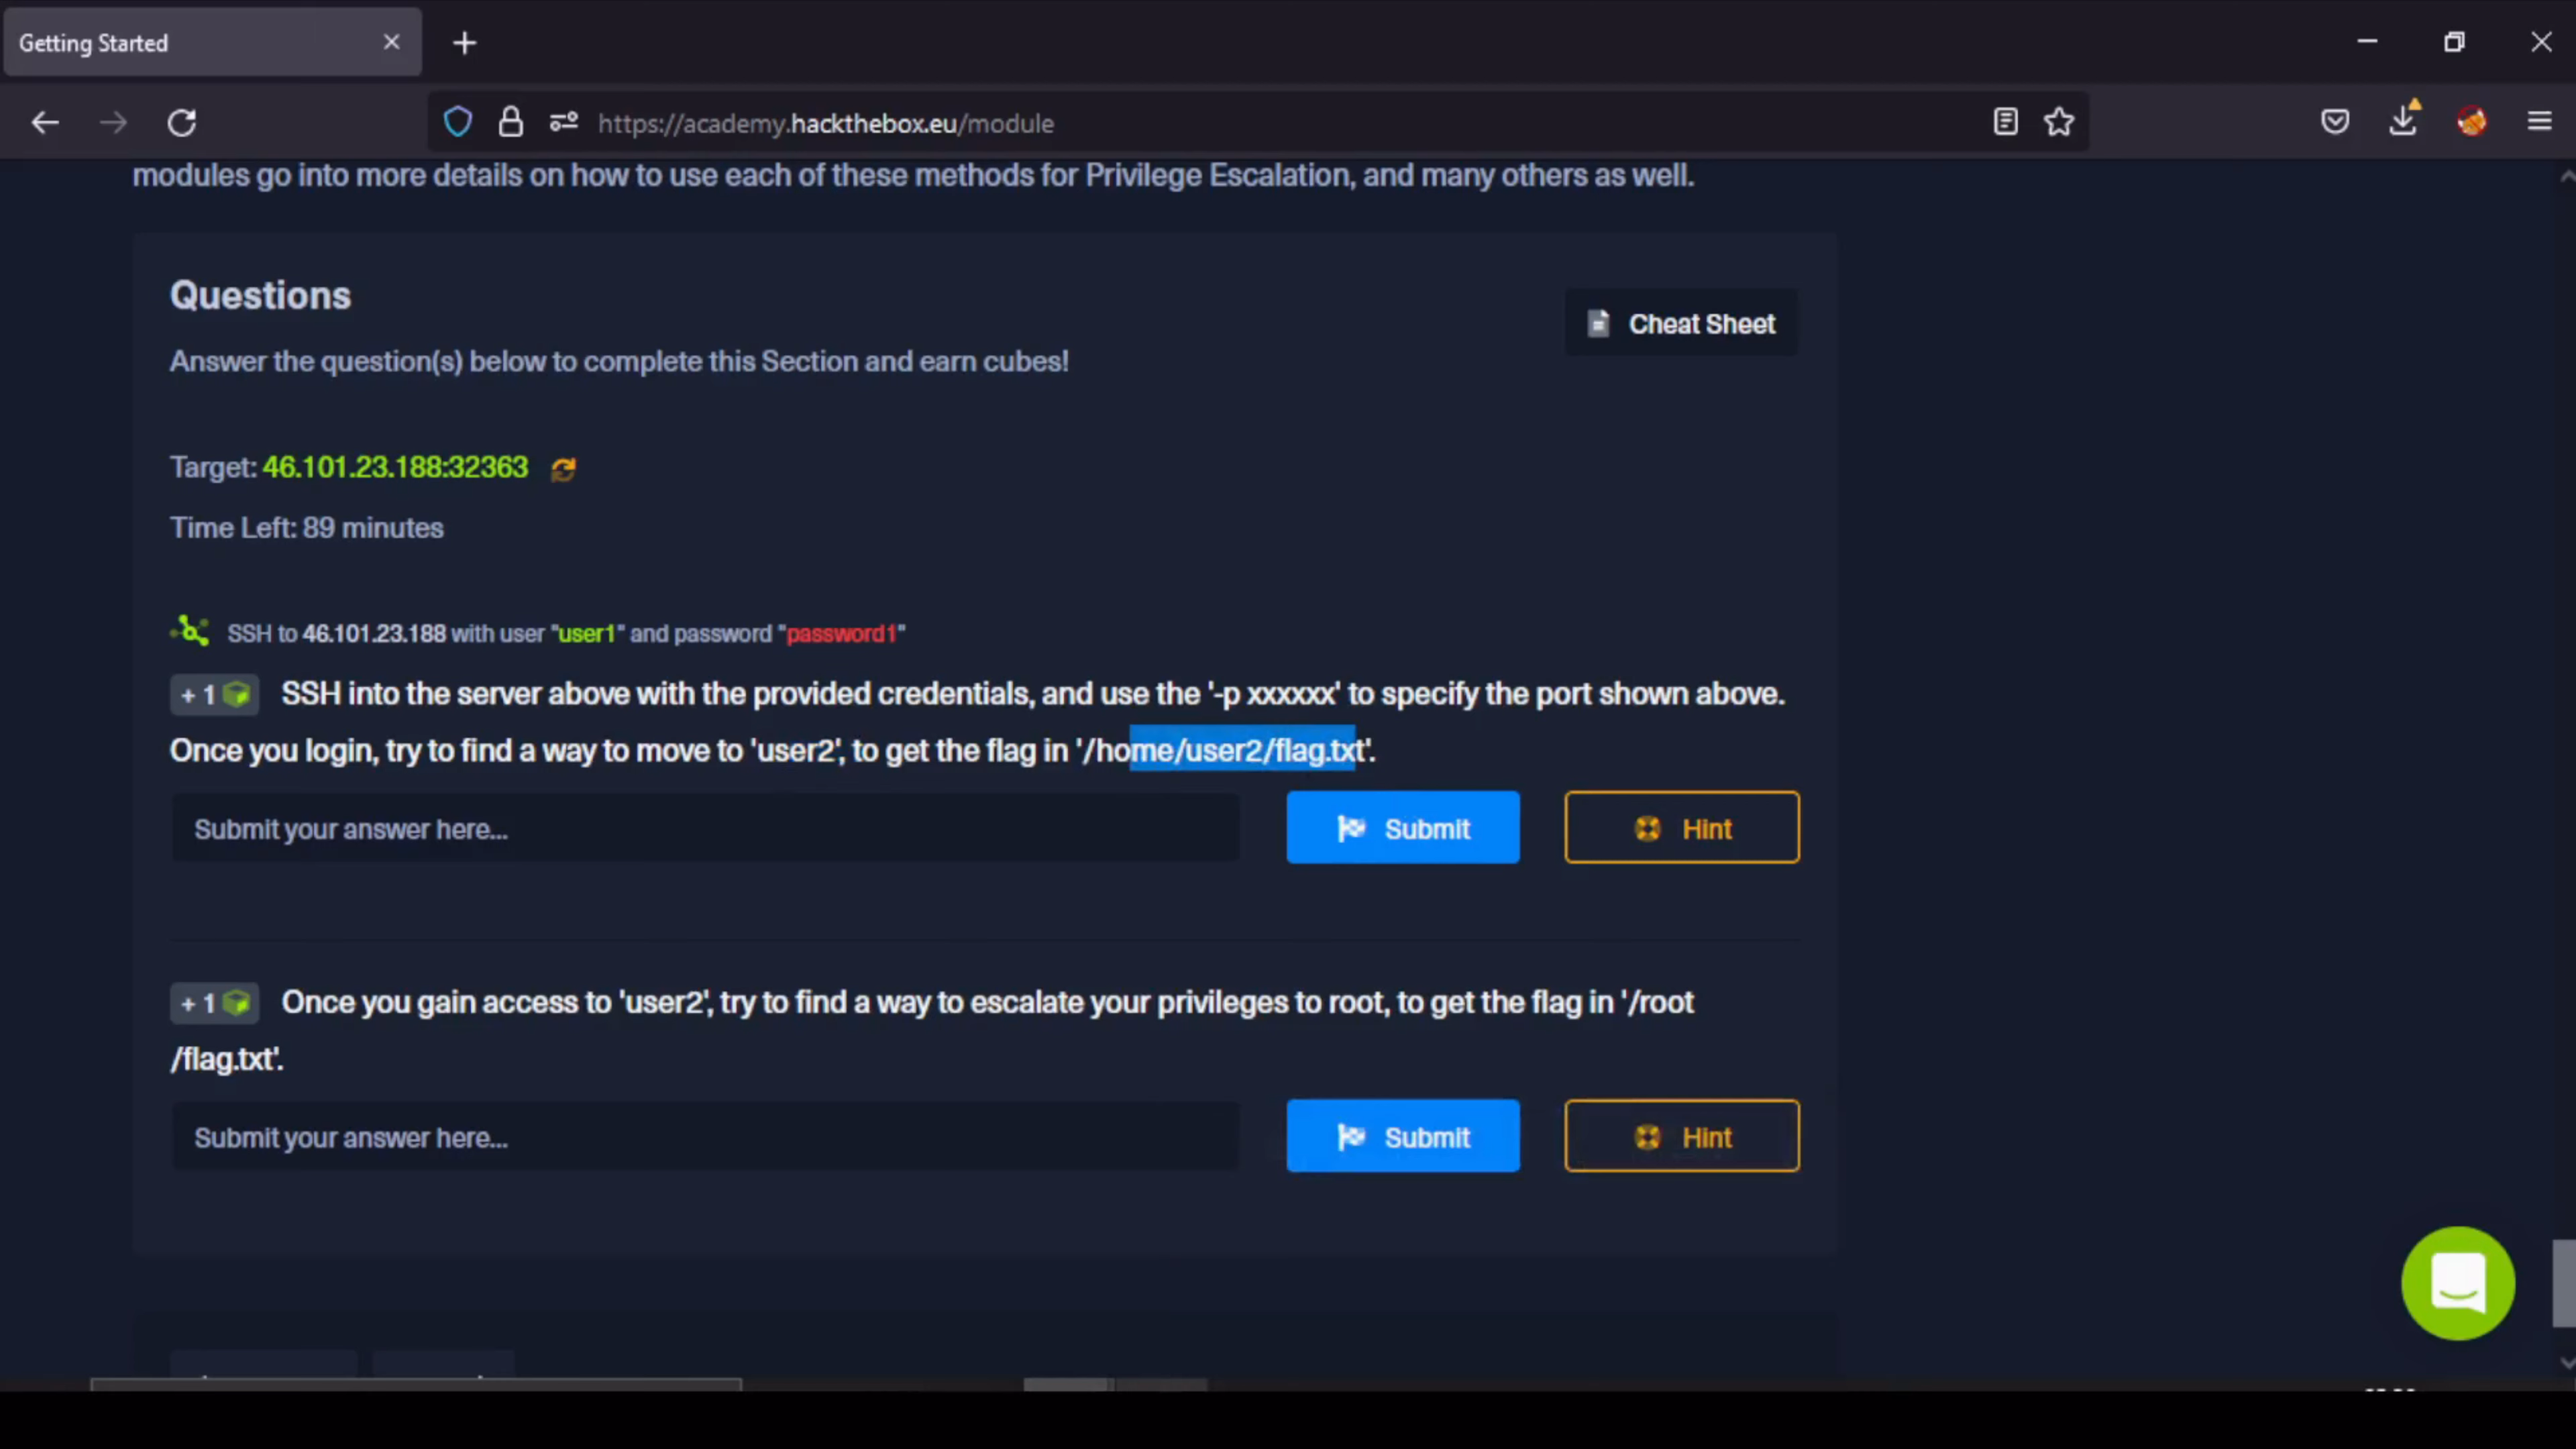 Getting Started
https://academy.hackthebox.eu/module
modules go into more details on how to use each of these methods for Privilege Escalation, and many others as well.
Questions
Cheat Sheet
Answer the question(s) below to complete this Section and earn cubes!
Target: 46.101.23.188:32363
Time Left: 89 minutes
SSH to 46.101.23.188 with user "user1" and password "password1"
+ 1 SSH into the server above with the provided credentials, and use the '-p xxxxxx' to specify the port shown above.
Once you login, try to find a way to move to 'user2', to get the flag in '/home/user2/flag.txt'.
Submit your answer here...
Submit
Hint
+ 1 Once you gain access to 'user2', try to find a way to escalate your privileges to root, to get the flag in '/root
/flag.txt'.
Submit your answer here...
Submit
Hint